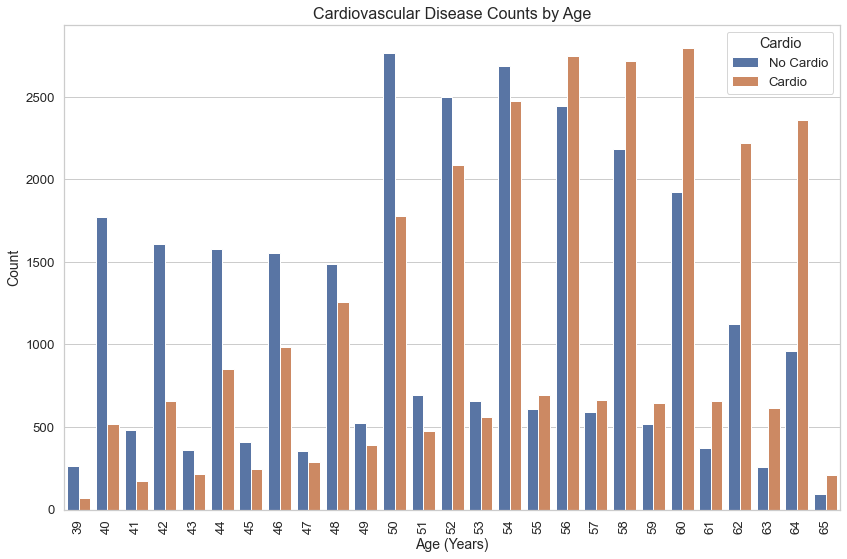 Cardiovascular Disease Counts by Age
Cardio
No Cardio
Cardio
2500
2000
1500
1000
500
0
Count
39 40 41 42 43 44 45 46 47 48 49 50 51 52 53 54 55 56 57 58 59 60 61 62 63 64 65
Age (Years)